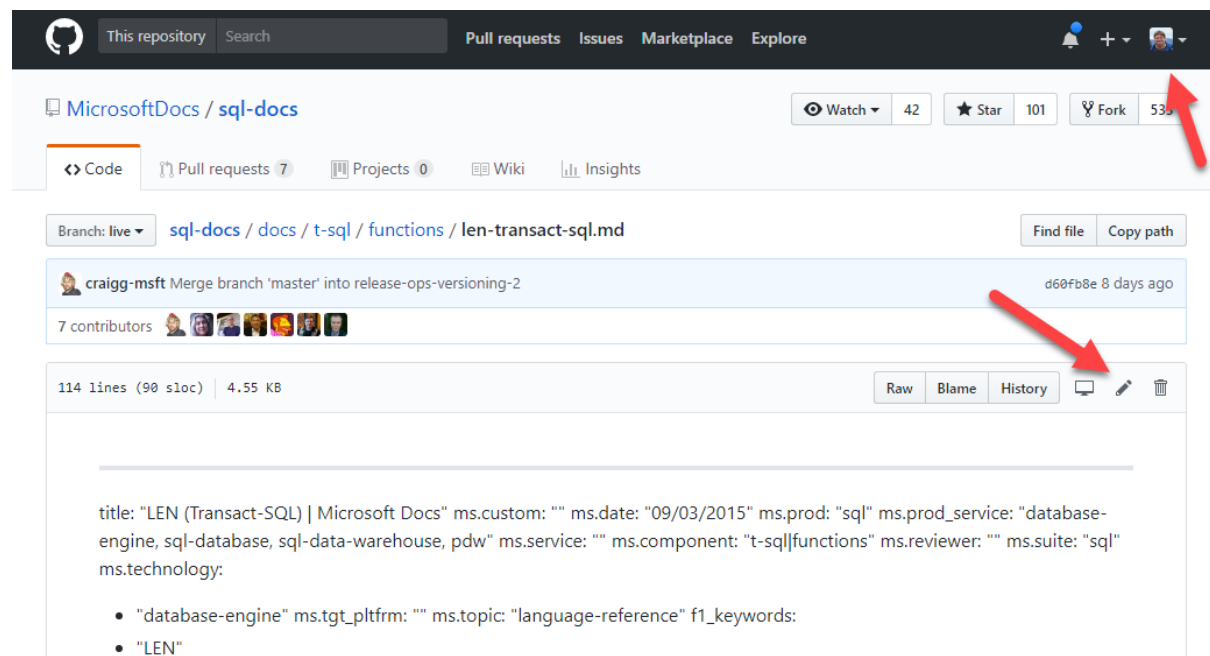 This repository Search Pull requests Issues Marketplace Explore
MicrosoftDocs / sql-docs Watch 42 Star 101 Fork
Code Pull requests 7 Projects 0 Wiki Insights
Branch: live sql-docs / docs / t-sql / functions / len-transact-sql.md Find file Copy path
craigg-msft Merge branch 'master' into release-ops-versioning-2 d60fb8e 8 days ago
7 contributors
114 lines (90 sloc) 4.55 KB Raw Blame History
title: "LEN (Transact-SQL) | Microsoft Docs" ms.custom: "" ms.date: "09/03/2015" ms.prod: "sql" ms.prod_service: "database-
engine, sql-database, sql-data-warehouse, pdw" ms.service: "" ms.component: "t-sql|functions" ms.reviewer: "" ms.suite: "sql"
ms.technology:
• "database-engine" ms.tgt_pltfrm: "" ms.topic: "language-reference" f1_keywords:
• "LEN"